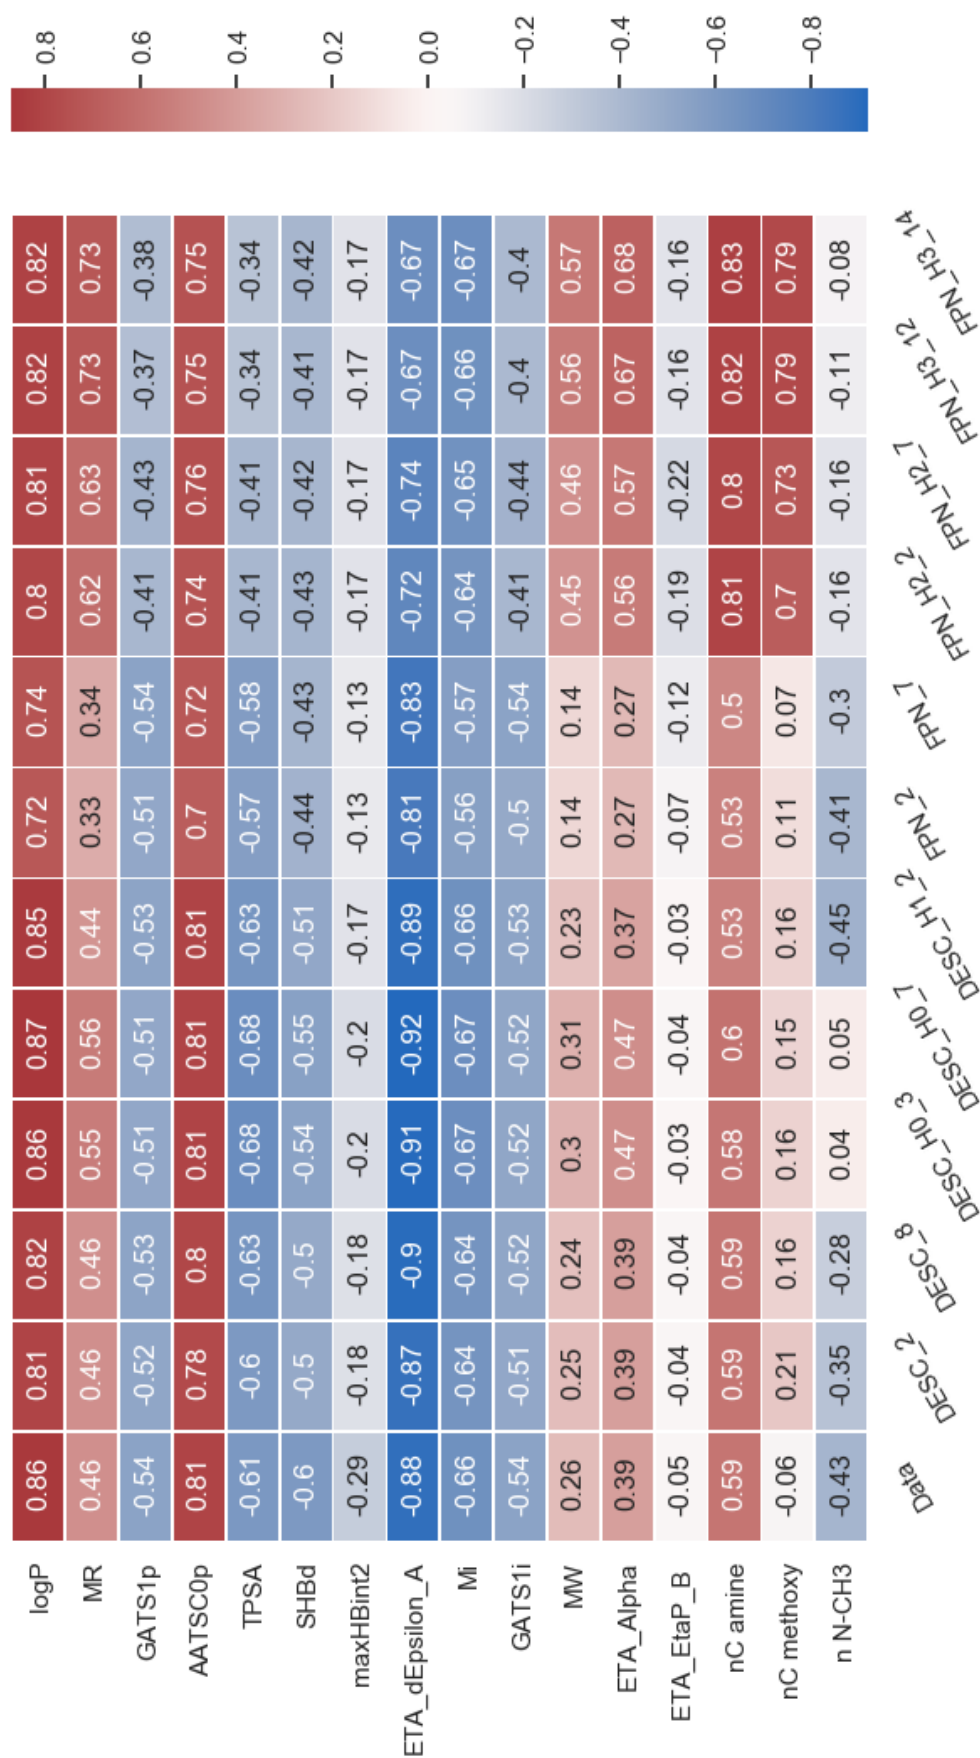 logP 0.86 0.81 0.82 0.86 0.87 0.85 0.72 0.74 0.8 0.81 0.82 0.82
MR 0.46 0.46 0.46 0.55 0.56 0.44 0.33 0.34 0.62 0.63 0.73 0.73
GATS1p -0.54 -0.52 -0.53 -0.51 -0.51 -0.53 -0.51 -0.54 -0.41 -0.43 -0.37 -0.38
AATSC0p 0.81 0.78 0.8 0.81 0.81 0.81 0.7 0.72 0.74 0.76 0.75 0.75
TPSA -0.61 -0.6 -0.63 -0.68 -0.68 -0.63 -0.57 -0.58 -0.41 -0.41 -0.34 -0.34
SHBd -0.6 -0.5 -0.5 -0.54 -0.55 -0.51 -0.44 -0.43 -0.43 -0.42 -0.41 -0.42
maxHBint2 -0.29 -0.18 -0.18 -0.2 -0.2 -0.17 -0.13 -0.13 -0.17 -0.17 -0.17 -0.17
ETA_dEpsilon_A -0.88 -0.87 -0.9 -0.91 -0.92 -0.89 -0.81 -0.83 -0.72 -0.74 -0.67 -0.67
Mi -0.66 -0.64 -0.64 -0.67 -0.67 -0.66 -0.56 -0.57 -0.64 -0.65 -0.66 -0.67
GATS1i -0.54 -0.51 -0.52 -0.52 -0.52 -0.53 -0.5 -0.54 -0.41 -0.44 -0.4 -0.4
MW 0.26 0.25 0.24 0.3 0.31 0.23 0.14 0.14 0.45 0.46 0.56 0.57
ETA_Alpha 0.39 0.39 0.39 0.47 0.47 0.37 0.27 0.27 0.56 0.57 0.67 0.68
ETA_EtaP_B -0.05 -0.04 -0.04 -0.03 -0.04 -0.03 -0.07 -0.12 -0.19 -0.22 -0.16 -0.16
nC amine 0.59 0.59 0.59 0.58 0.6 0.53 0.53 0.5 0.81 0.8 0.82 0.83
nC methoxy -0.06 0.21 0.16 0.16 0.15 0.16 0.11 0.07 0.7 0.73 0.79 0.79
n N-CH3 -0.43 -0.35 -0.28 0.04 0.05 -0.45 -0.41 -0.3 -0.16 -0.16 -0.11 -0.08
Data DESC_2 DESC_8 DESC_H0_3 DESC_H0_7 DESC_H1_2 FPN_2 FPN_7 FPN_H2_2 FPN_H2_7 FPN_H3_12 FPN_H3_14
0.8
0.6
0.4
0.2
0.0
−0.2
−0.4
−0.6
−0.8